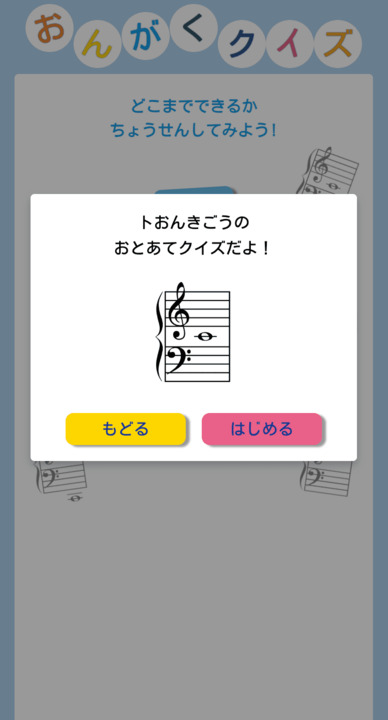 おんがくクイズ
どこまでできるか
ちょうせんしてみよう!
トおんきごうの
おとあてクイズだよ!
もどる
はじめる